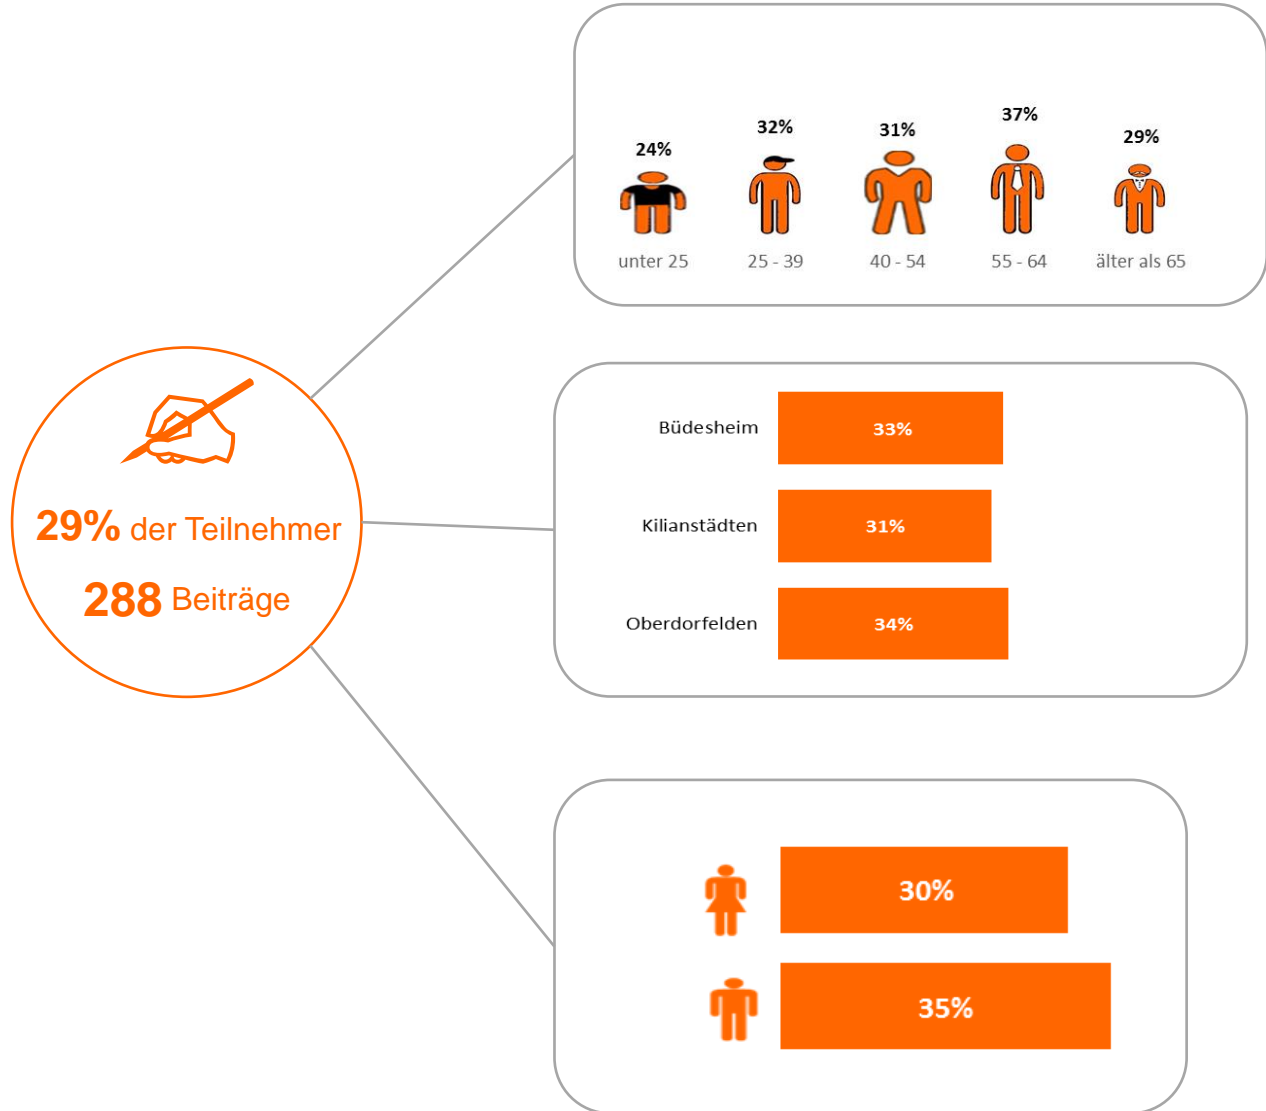 24%
32%
31%
37%
29%
unter 25
25 - 39
40 - 54
55 - 64
älter als 65
29% der Teilnehmer
288 Beiträge
Büdesheim
33%
Kilianstädten
31%
Oberdorfelden
34%
30%
35%